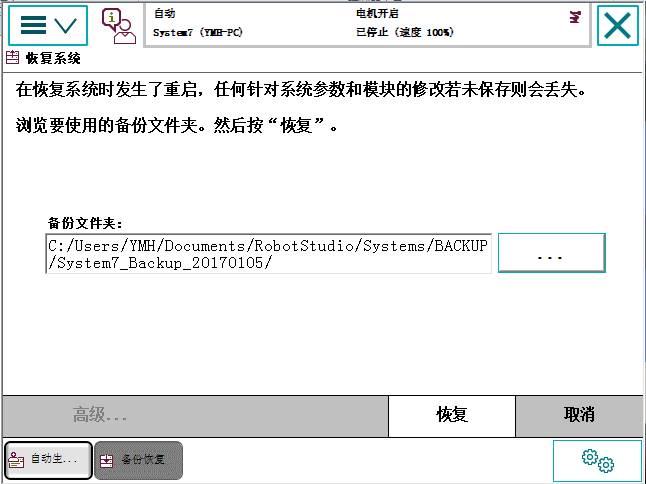 自动
电机开启
System7 (YMH-PC)
已停止 (速度 100%)
恢复系统
在恢复系统时发生了重启，任何针对系统参数和模块的修改若未保存则会丢失。
浏览要使用的备份文件夹。然后按“恢复”。
备份文件夹：
C:/Users/YMH/Documents/RobotStudio/Systems/BACKUP
/System7_Backup_20170105/
...
高级...
恢复
取消
自动生...
备份恢复